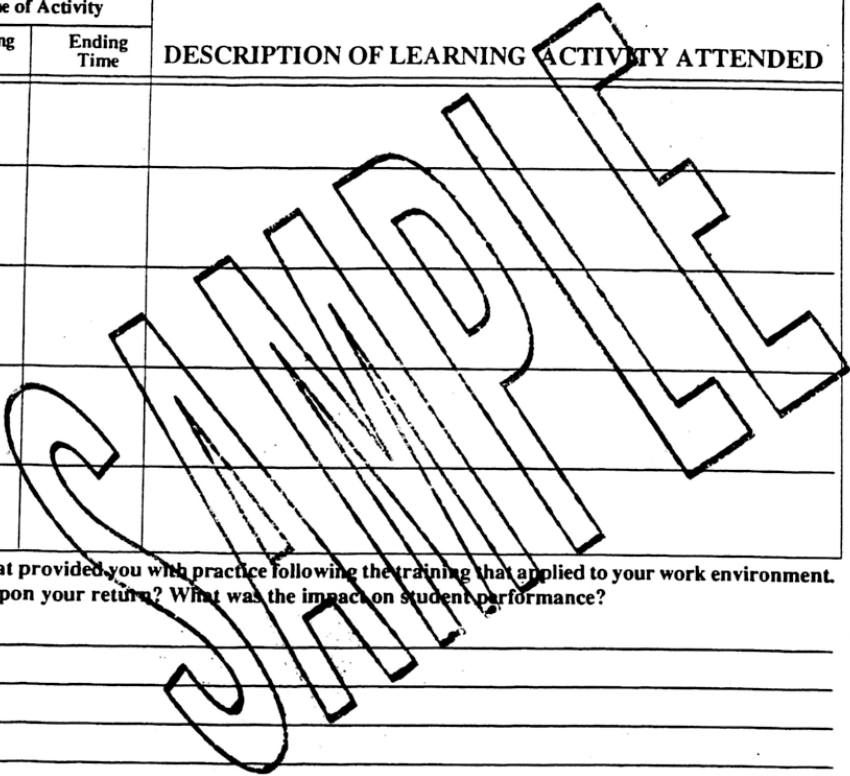 e of Activity
ng
Ending
Time
DESCRIPTION OF LEARNING ACTIVITY ATTENDED
SAMPLE
at provided you with practice following the training that applied to your work environment.
pon your return? What was the impact on student performance?